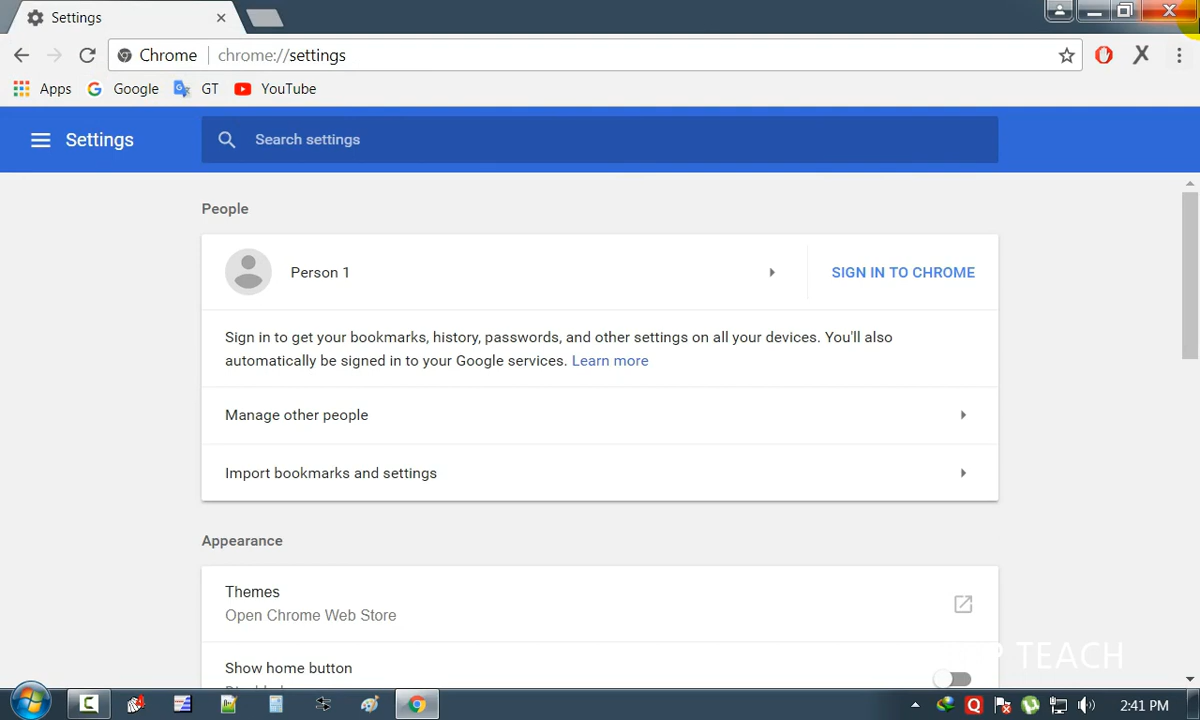 Settings
Chrome
chrome://settings
Apps
Google
GT
YouTube
Settings
Search settings
People
Person 1
SIGN IN TO CHROME
Sign in to get your bookmarks, history, passwords, and other settings on all your devices. You'll also
automatically be signed in to your Google services. Learn more
Manage other people
Import bookmarks and settings
Appearance
Themes
Open Chrome Web Store
Show home button
TEACH
2:41 PM